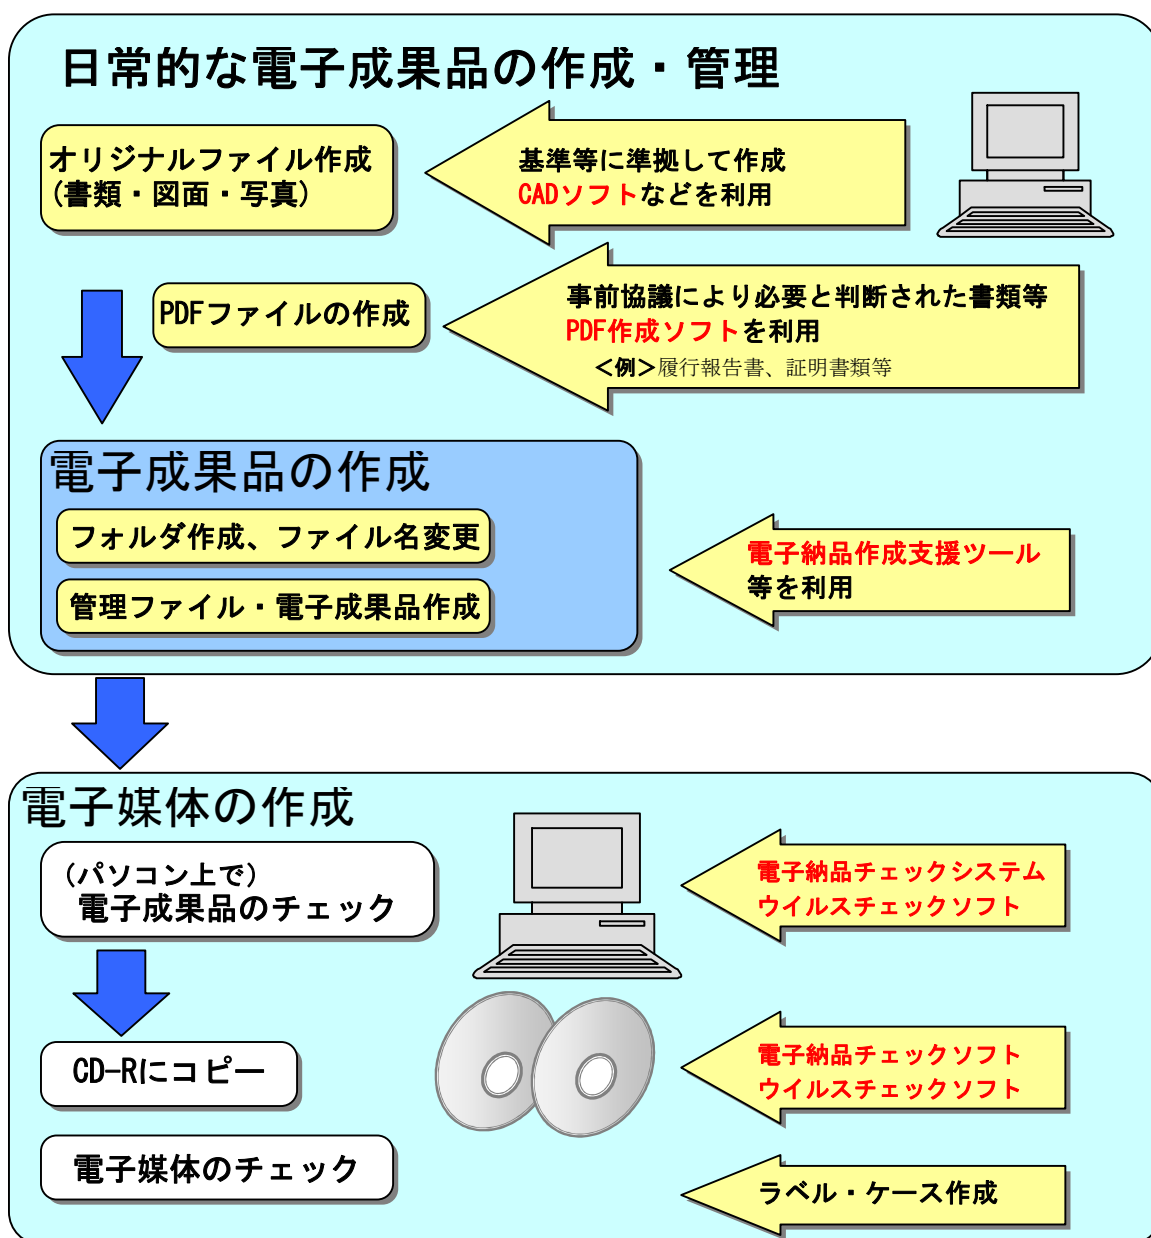 日常的な電子成果品の作成・管理
オリジナルファイル作成
(書類・図面・写真)
基準等に準拠して作成
CADソフトなどを利用
PDFファイルの作成
事前協議により必要と判断された書類等
PDF作成ソフトを利用
＜例＞履行報告書、証明書類等
電子成果品の作成
フォルダ作成、ファイル名変更
管理ファイル・電子成果品作成
電子納品作成支援ツール
等を利用
電子媒体の作成
(パソコン上で)
電子成果品のチェック
電子納品チェックシステム
ウイルスチェックソフト
CD-Rにコピー
電子納品チェックソフト
ウイルスチェックソフト
電子媒体のチェック
ラベル・ケース作成